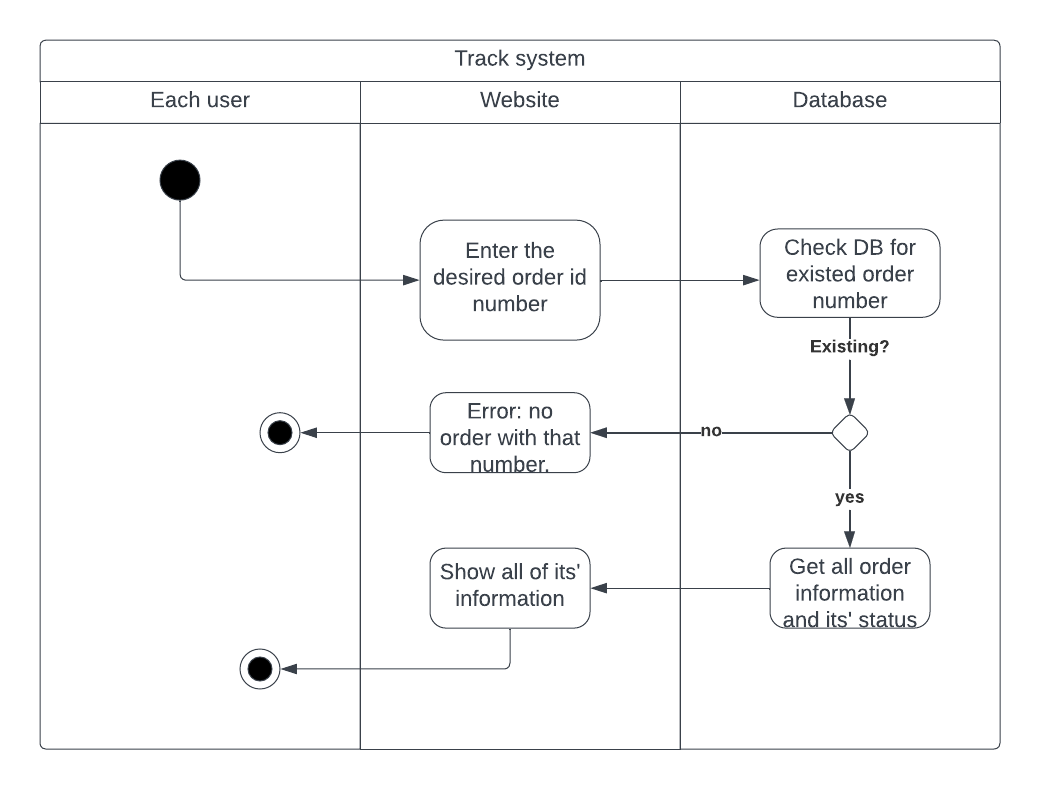 Track system
Each user
Website
Database
Enter the
desired order id
number
Check DB for
existed order
number
Existing?
Error: no
order with that
number.
no
yes
Show all of its'
information
Get all order
information
and its' status